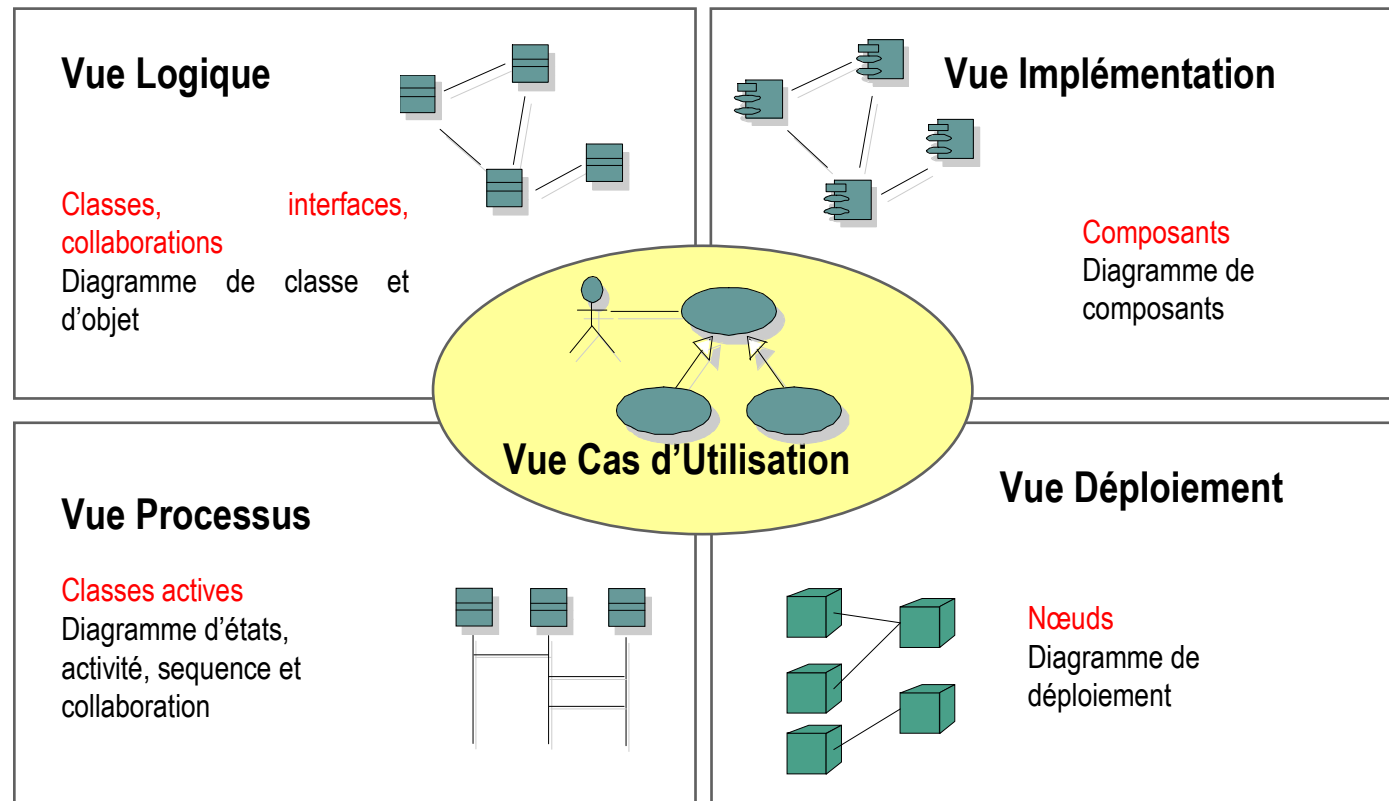 Vue Logique
Classes, interfaces,
collaborations
Diagramme de classe et
d’objet
Vue Implémentation
Composants
Diagramme de
composants
Vue Cas d’Utilisation
Vue Processus
Classes actives
Diagramme d’états,
activité, sequence et
collaboration
Vue Déploiement
Nœuds
Diagramme de
déploiement